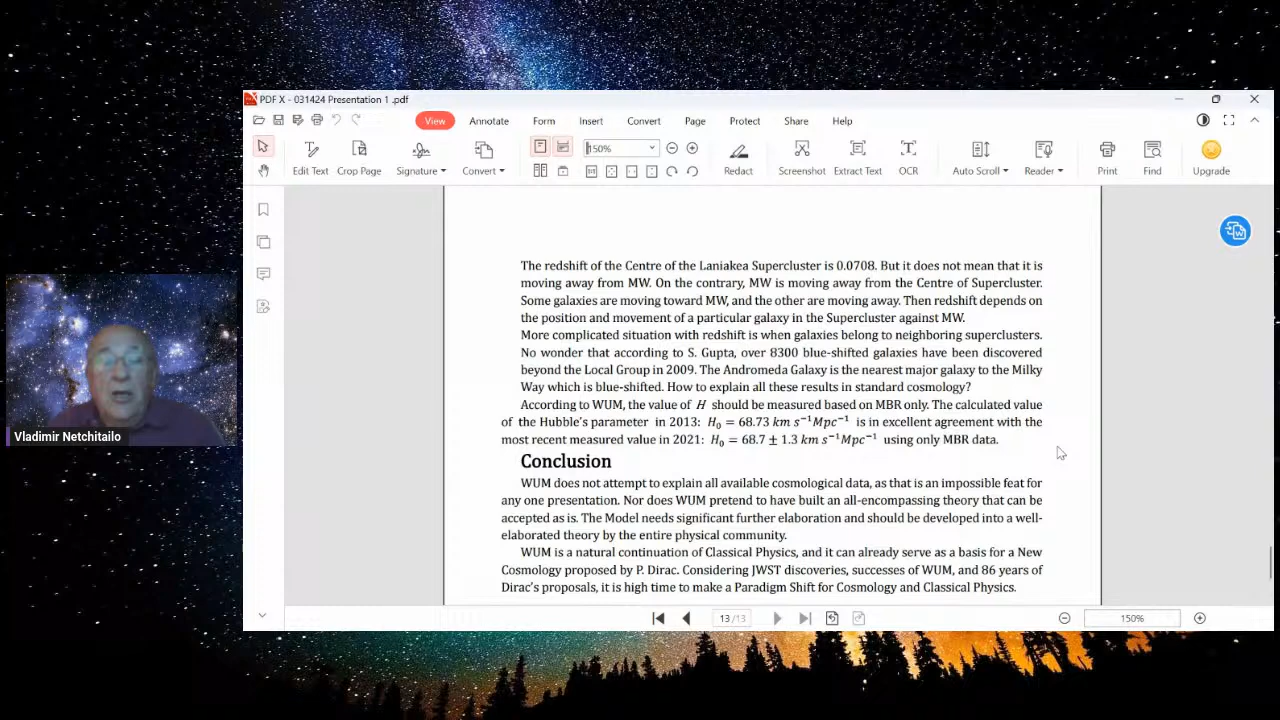 PDF X - 031424 Presentation 1 .pdf
View Annotate Form Insert Convert Page Protect Share Help
150%
Edit Text Crop Page Signature Convert Redact Screenshot Extract Text OCR Auto Scroll Reader Print Find Upgrade
The redshift of the Centre of the Laniakea Supercluster is 0.0708. But it does not mean that it is
moving away from MW. On the contrary, MW is moving away from the Centre of Supercluster.
Some galaxies are moving toward MW, and the other are moving away. Then redshift depends on
the position and movement of a particular galaxy in the Supercluster against MW.
More complicated situation with redshift is when galaxies belong to neighboring superclusters.
No wonder that according to S. Gupta, over 8300 blue-shifted galaxies have been discovered
beyond the Local Group in 2009. The Andromeda Galaxy is the nearest major galaxy to the Milky
Way which is blue-shifted. How to explain all these results in standard cosmology?
According to WUM, the value of H should be measured based on MBR only. The calculated value
of the Hubble's parameter in 2013: H₀ = 68.73 km s⁻¹Mpc⁻¹ is in excellent agreement with the
most recent measured value in 2021: H₀ = 68.7 ± 1.3 km s⁻¹Mpc⁻¹ using only MBR data.
Conclusion
WUM does not attempt to explain all available cosmological data, as that is an impossible feat for
any one presentation. Nor does WUM pretend to have built an all-encompassing theory that can be
accepted as is. The Model needs significant further elaboration and should be developed into a well-
elaborated theory by the entire physical community.
WUM is a natural continuation of Classical Physics, and it can already serve as a basis for a New
Cosmology proposed by P. Dirac. Considering JWST discoveries, successes of WUM, and 86 years of
Dirac's proposals, it is high time to make a Paradigm Shift for Cosmology and Classical Physics.
13/13
150%
Vladimir Netchitailo